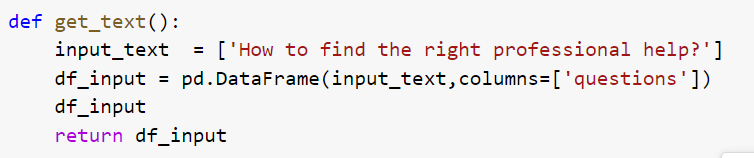 def get_text():
    input_text  = ['How to find the right professional help?']
    df_input = pd.DataFrame(input_text,columns=['questions'])
    df_input
    return df_input